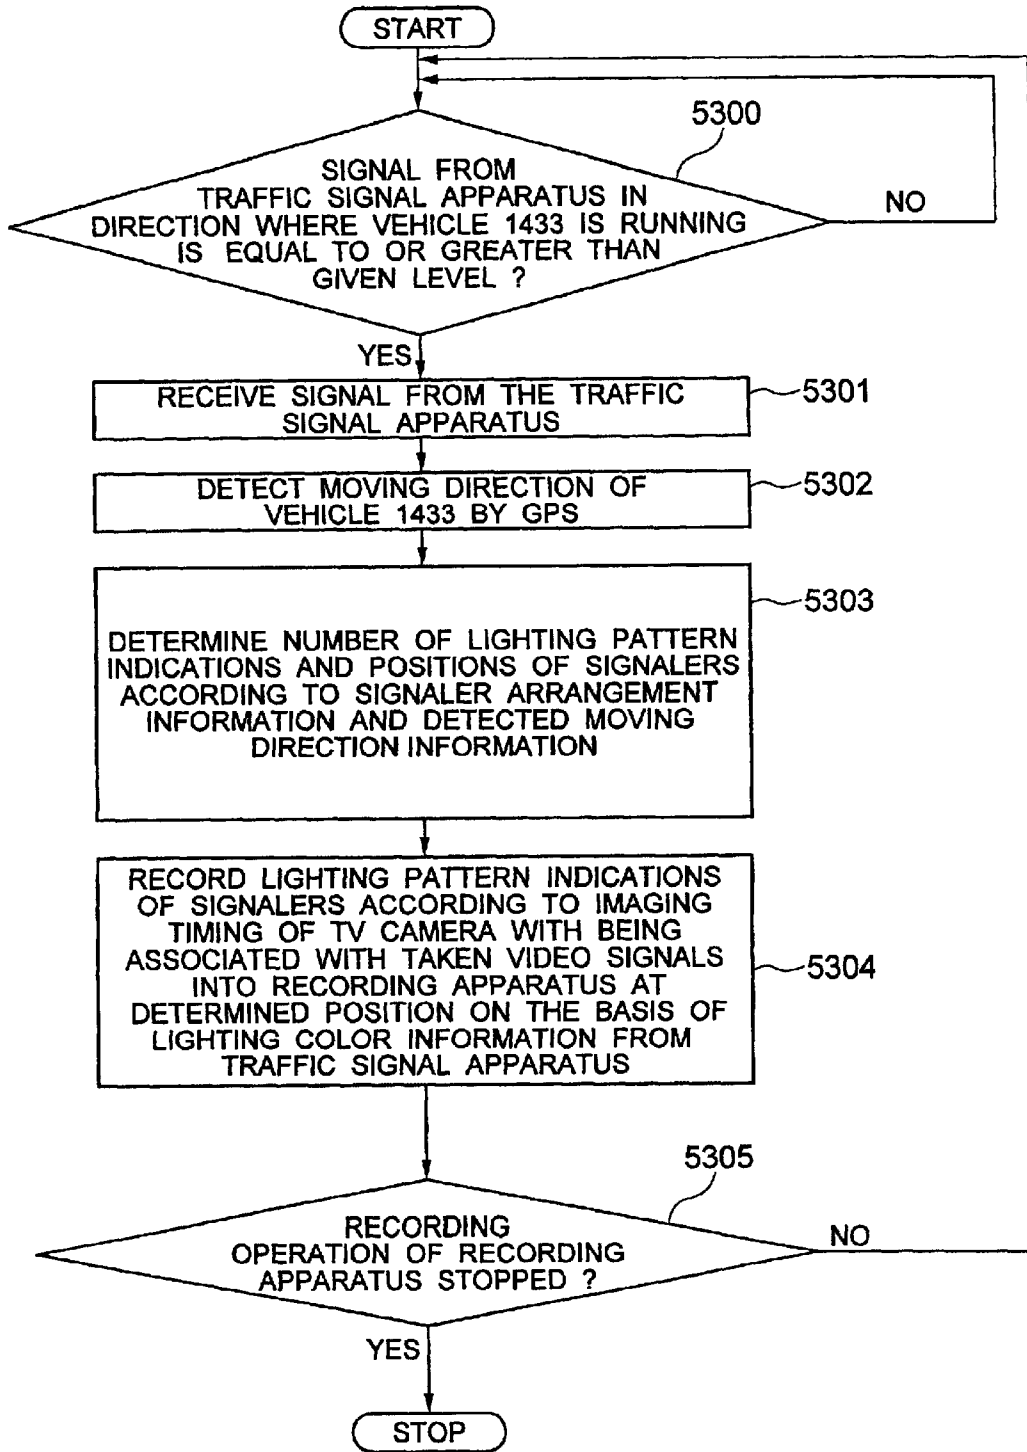 START
5300
SIGNAL FROM
TRAFFIC SIGNAL APPARATUS IN
DIRECTION WHERE VEHICLE 1433 IS RUNNING
IS EQUAL TO OR GREATER THAN
GIVEN LEVEL ?
NO
YES
RECEIVE SIGNAL FROM THE TRAFFIC
SIGNAL APPARATUS
5301
DETECT MOVING DIRECTION OF
VEHICLE 1433 BY GPS
5302
5303
DETERMINE NUMBER OF LIGHTING PATTERN
INDICATIONS AND POSITIONS OF SIGNALERS
ACCORDING TO SIGNALER ARRANGEMENT
INFORMATION AND DETECTED MOVING
DIRECTION INFORMATION
RECORD LIGHTING PATTERN INDICATIONS
OF SIGNALERS ACCORDING TO IMAGING
TIMING OF TV CAMERA WITH BEING
ASSOCIATED WITH TAKEN VIDEO SIGNALS
INTO RECORDING APPARATUS AT
DETERMINED POSITION ON THE BASIS OF
LIGHTING COLOR INFORMATION FROM
TRAFFIC SIGNAL APPARATUS
5304
5305
RECORDING
OPERATION OF RECORDING
APPARATUS STOPPED ?
NO
YES
STOP